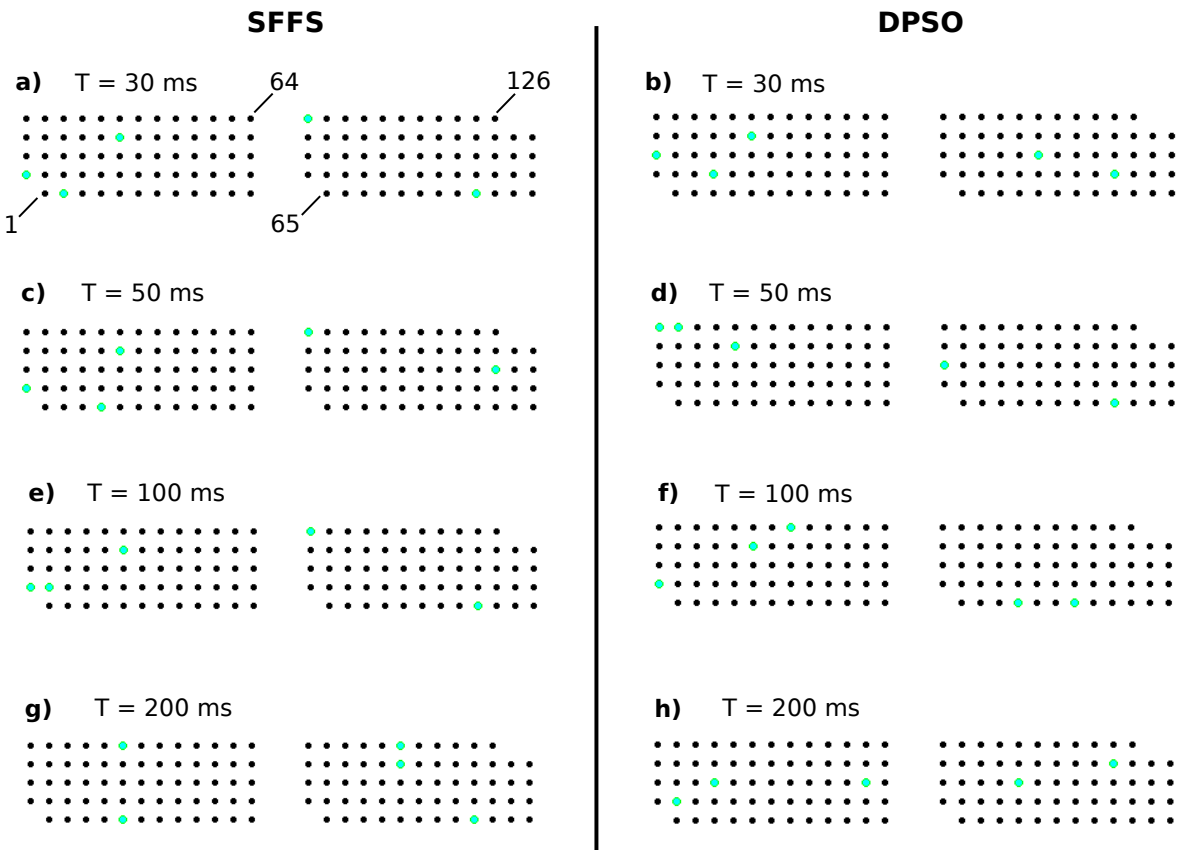 SFFS
DPSO
a) T = 30 ms
64
126
1
65
b) T = 30 ms
c) T = 50 ms
d) T = 50 ms
e) T = 100 ms
f) T = 100 ms
g) T = 200 ms
h) T = 200 ms